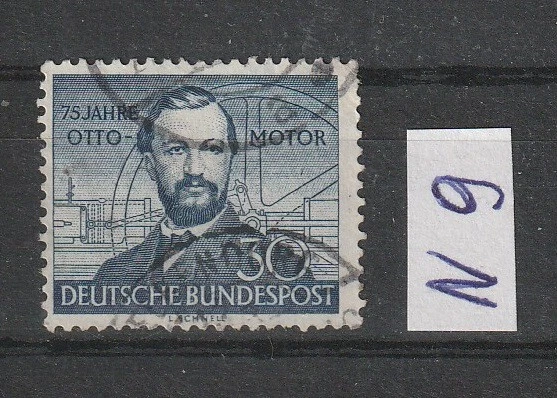 75 JAHRE
OTTO-MOTOR
30
DEUTSCHE BUNDESPOST
L.SCHNELL
N 9